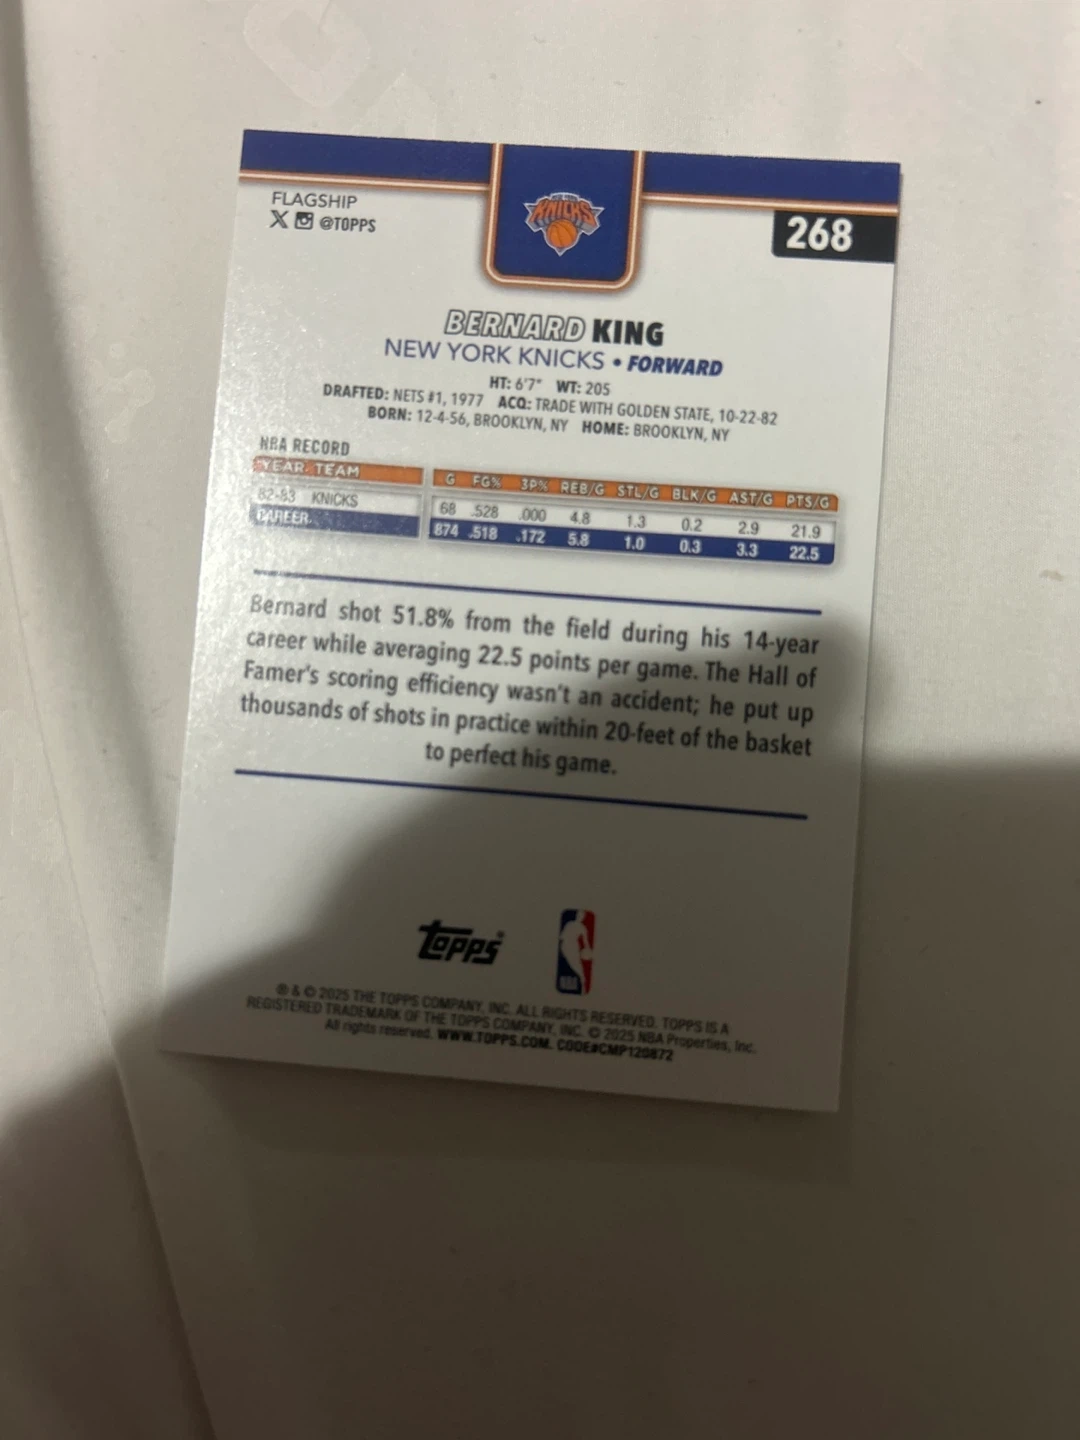 FLAGSHIP
X @TOPPS
NEW YORK
KNICKS
268
BERNARD KING
NEW YORK KNICKS • FORWARD
HT: 6'7" WT: 205
DRAFTED: NETS #1, 1977 ACQ: TRADE WITH GOLDEN STATE, 10-22-82
BORN: 12-4-56, BROOKLYN, NY HOME: BROOKLYN, NY
NBA RECORD
YEAR TEAM G FG% 3P% REB/G STL/G BLK/G AST/G PTS/G
82-83 KNICKS 68 .528 .000 4.8 1.3 0.2 2.9 21.9
CAREER 874 .518 .172 5.8 1.0 0.3 3.3 22.5
Bernard shot 51.8% from the field during his 14-year
career while averaging 22.5 points per game. The Hall of
Famer's scoring efficiency wasn't an accident; he put up
thousands of shots in practice within 20-feet of the basket
to perfect his game.
topps®
NBA
® & © 2025 THE TOPPS COMPANY, INC. ALL RIGHTS RESERVED. TOPPS IS A
REGISTERED TRADEMARK OF THE TOPPS COMPANY, INC. © 2025 NBA Properties, Inc.
All rights reserved. WWW.TOPPS.COM. CODE#CMP120872